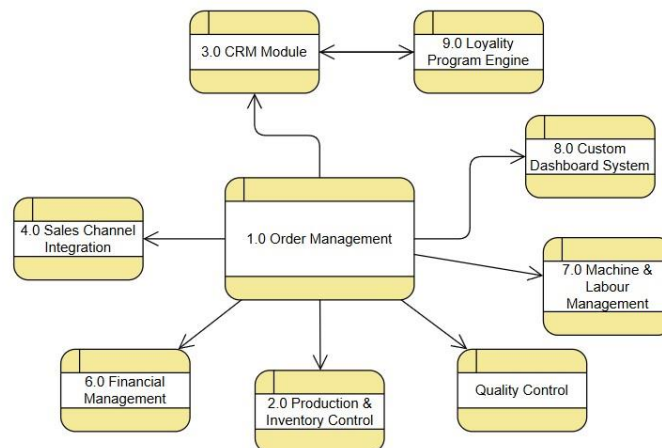 3.0 CRM Module
9.0 Loyality
Program Engine
8.0 Custom
Dashboard System
4.0 Sales Channel
Integration
1.0 Order Management
7.0 Machine &
Labour
Management
6.0 Financial
Management
2.0 Production &
Inventory Control
Quality Control